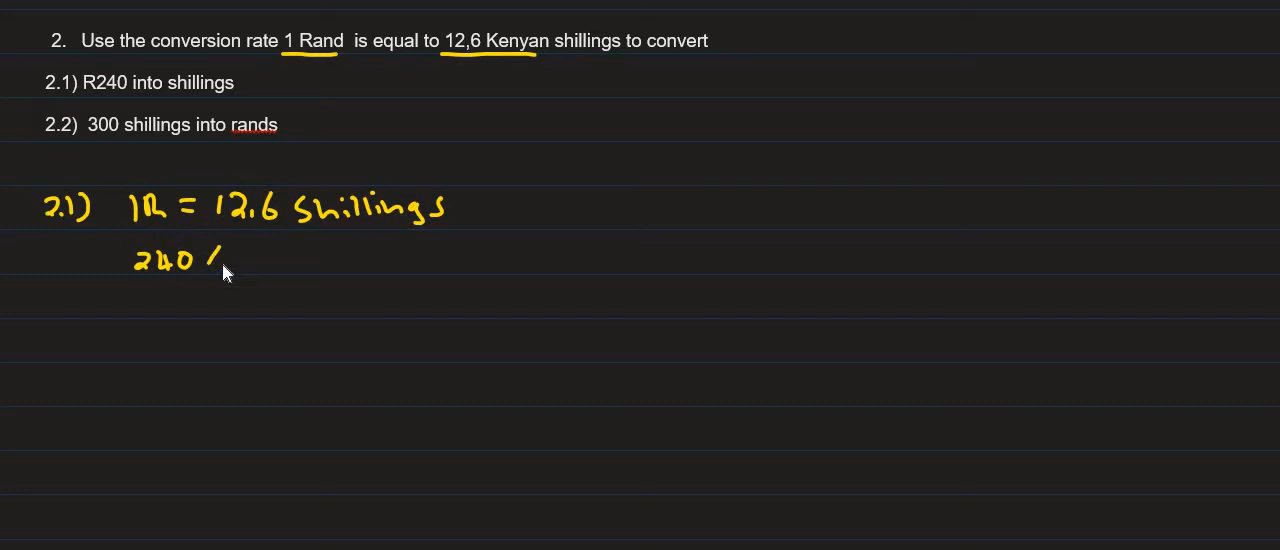 2. Use the conversion rate 1 Rand is equal to 12,6 Kenyan shillings to convert
2.1) R240 into shillings
2.2) 300 shillings into rands
2.1) 1R = 12.6 shillings
240